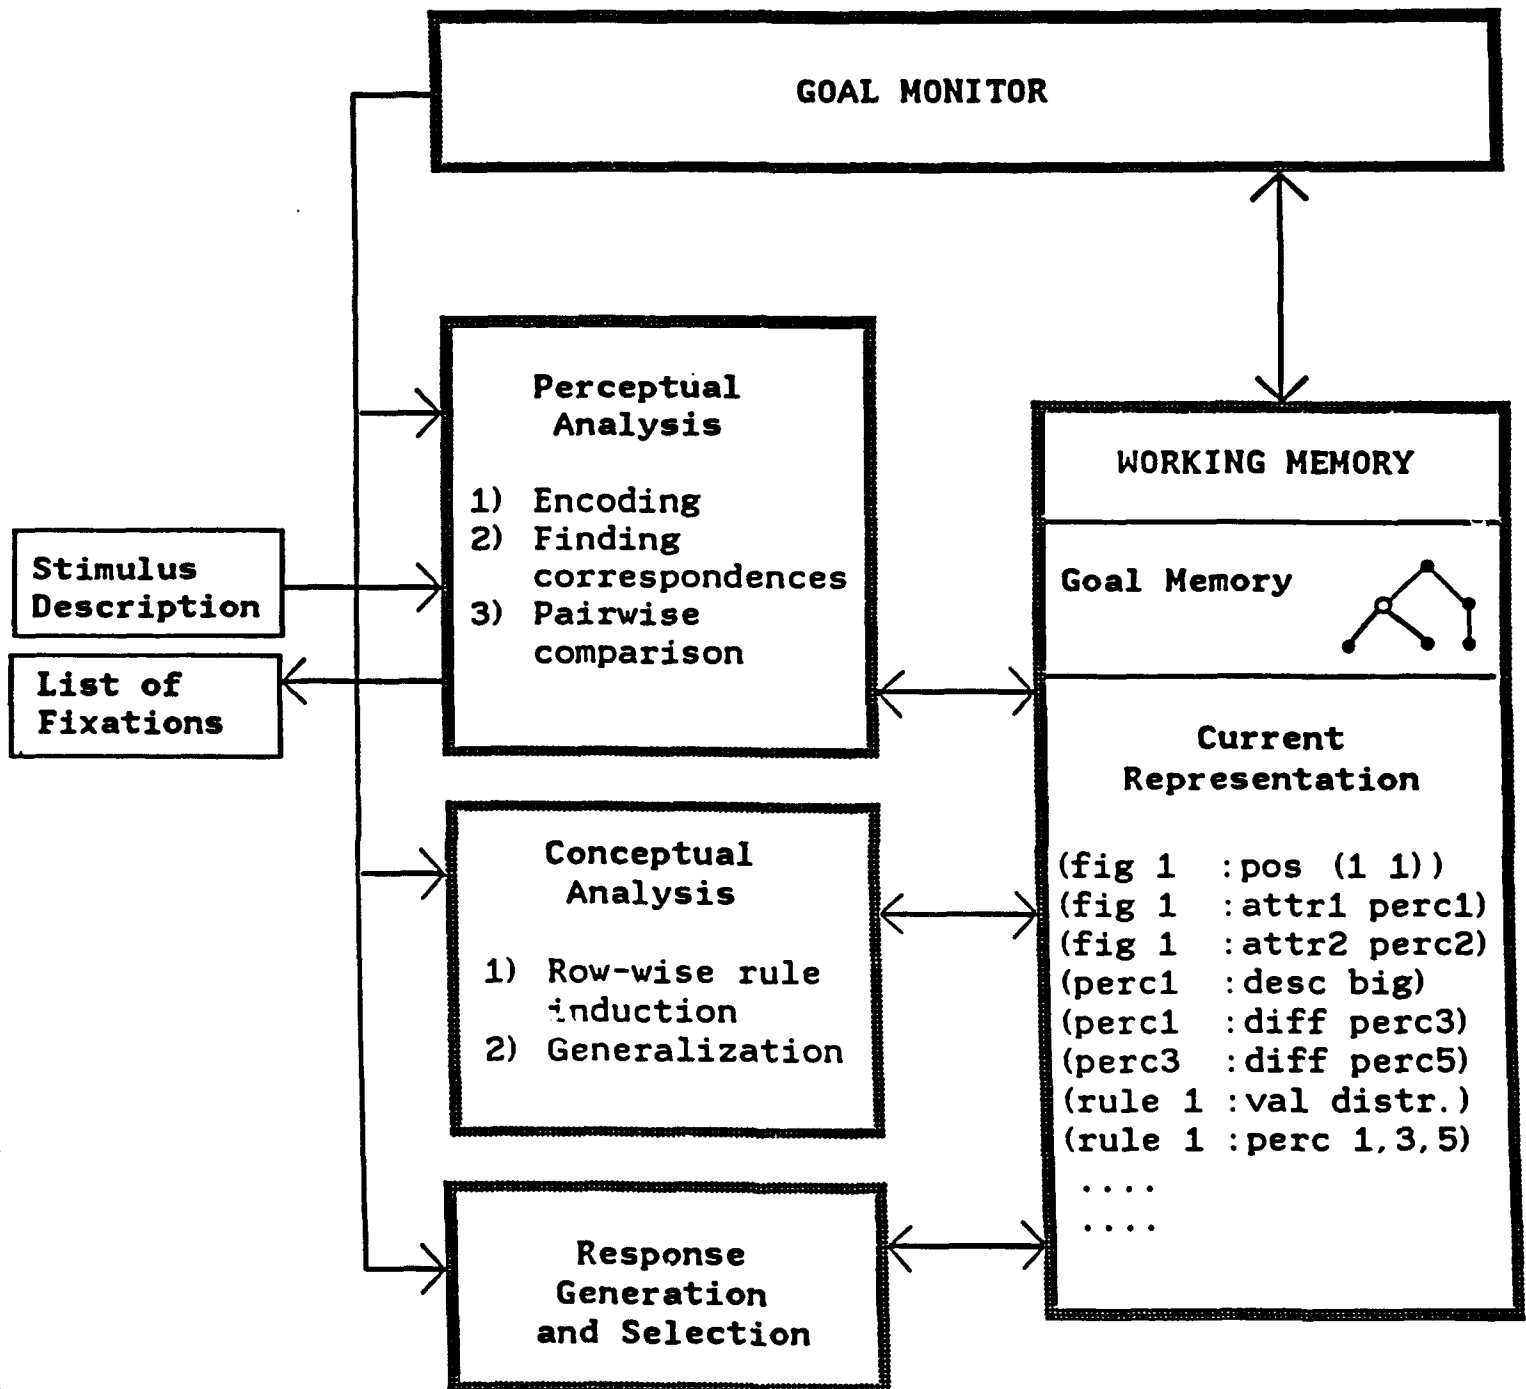 GOAL MONITOR
Perceptual
Analysis
1) Encoding
2) Finding
correspondences
3) Pairwise
comparison
Stimulus
Description
List of
Fixations
Conceptual
Analysis
1) Row-wise rule
induction
2) Generalization
Response
Generation
and Selection
WORKING MEMORY
Goal Memory
Current
Representation
(fig 1 :pos (1 1))
(fig 1 :attr1 perc1)
(fig 1 :attr2 perc2)
(perc1 :desc big)
(perc1 :diff perc3)
(perc3 :diff perc5)
(rule 1 :val distr.)
(rule 1 :perc 1,3,5)
....
....